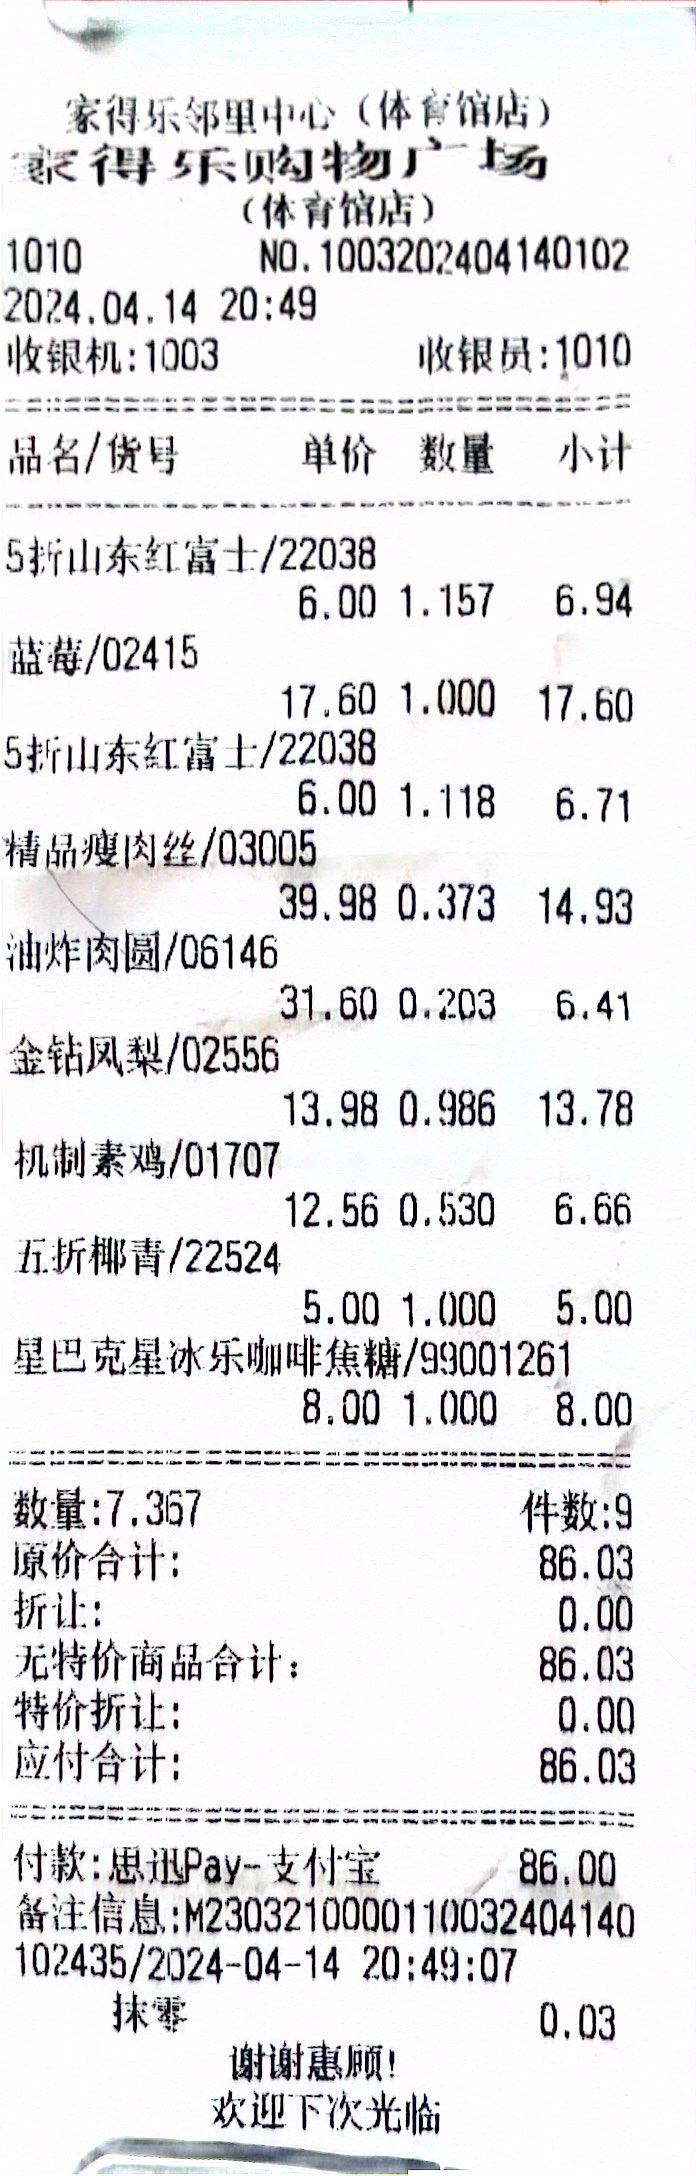 家得乐邻里中心（体育馆店）
家得乐购物广场
（体育馆店）
1010 NO.1003202404140102
2024.04.14 20:49
收银机:1003 收银员:1010
品名/货号 单价 数量 小计
5折山东红富士/22038
6.00 1.157 6.94
蓝莓/02415
17.60 1.000 17.60
5折山东红富士/22038
6.00 1.118 6.71
精品瘦肉丝/03005
39.98 0.373 14.93
油炸肉圆/06146
31.60 0.203 6.41
金钻凤梨/02556
13.98 0.986 13.78
机制素鸡/01707
12.56 0.530 6.66
五折椰青/22524
5.00 1.000 5.00
星巴克星冰乐咖啡焦糖/99001261
8.00 1.000 8.00
数量:7.367 件数:9
原价合计: 86.03
折让: 0.00
无特价商品合计： 86.03
特价折让: 0.00
应付合计: 86.03
付款:思迅Pay-支付宝 86.00
备注信息:M2303210000110032404140
102435/2024-04-14 20:49:07
抹零 0.03
谢谢惠顾!
欢迎下次光临